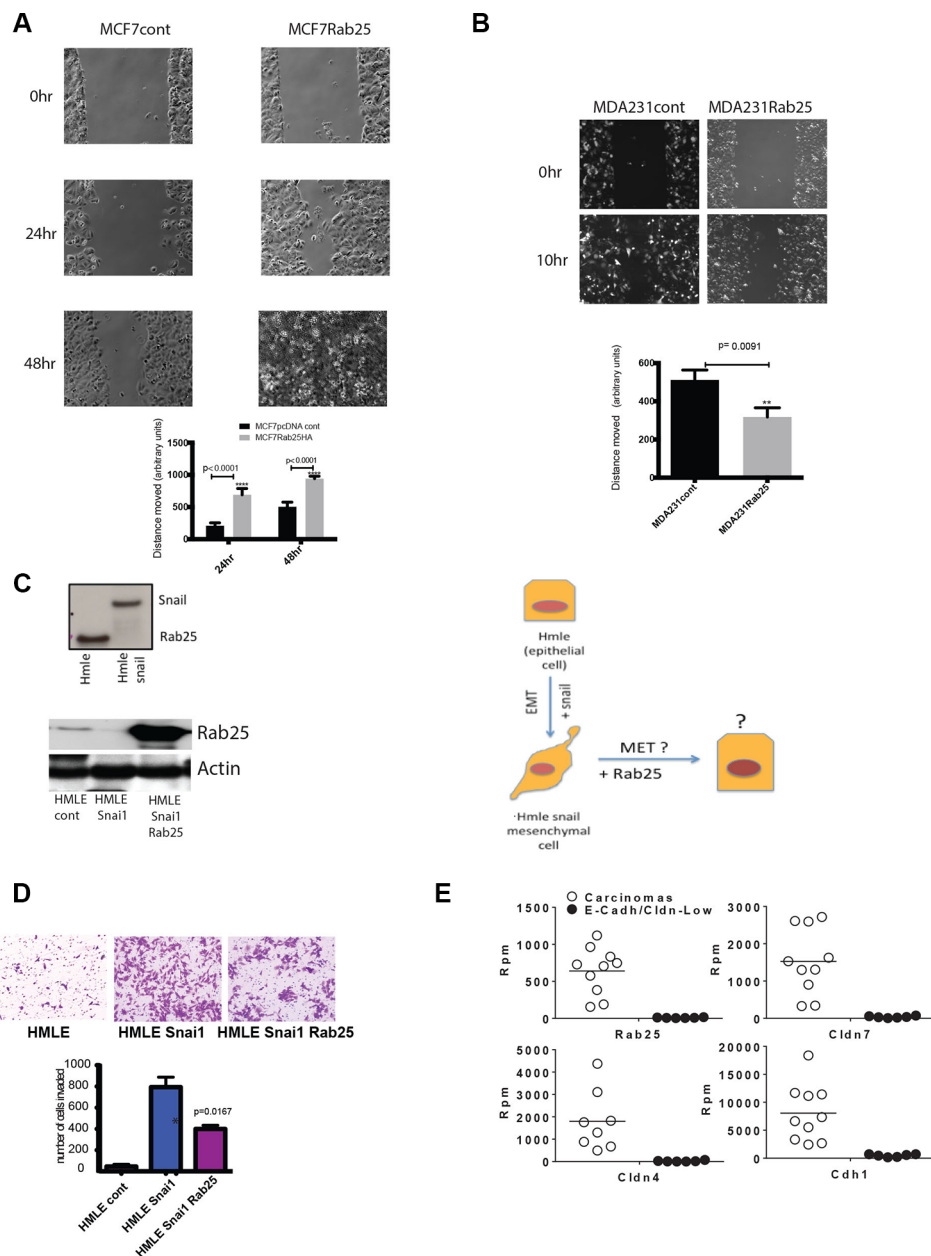 A
MCF7cont
MCF7Rab25
0hr
24hr
48hr
MCF7pcDNA cont
MCF7Rab25HA
Distance moved (arbitrary units)
1500
1000
500
0
p<0.0001
****
p<0.0001
****
24hr
48hr
B
MDA231cont
MDA231Rab25
0hr
10hr
p= 0.0091
Distance moved (arbitrary units)
600
400
200
0
**
MDA231cont
MDA231Rab25
C
Snail
Rab25
Hmle
Hmle
snail
Rab25
Actin
HMLE
cont
HMLE
Snai1
HMLE
Snai1
Rab25
Hmle
(epithelial
cell)
EMT
+ snail
MET ?
+ Rab25
?
Hmle snail
mesenchymal
cell
D
HMLE
HMLE Snai1
HMLE Snai1 Rab25
number of cells invaded
1000
800
600
400
200
0
*
p=0.0167
HMLE cont
HMLE Snai1
HMLE Snai1 Rab25
E
Carcinomas
E-Cadh/Cldn-Low
Rpm
1500
1000
500
0
Rab25
Rpm
3000
2000
1000
0
Cldn7
Rpm
5000
4000
3000
2000
1000
0
Cldn4
Rpm
20000
15000
10000
5000
0
Cdh1